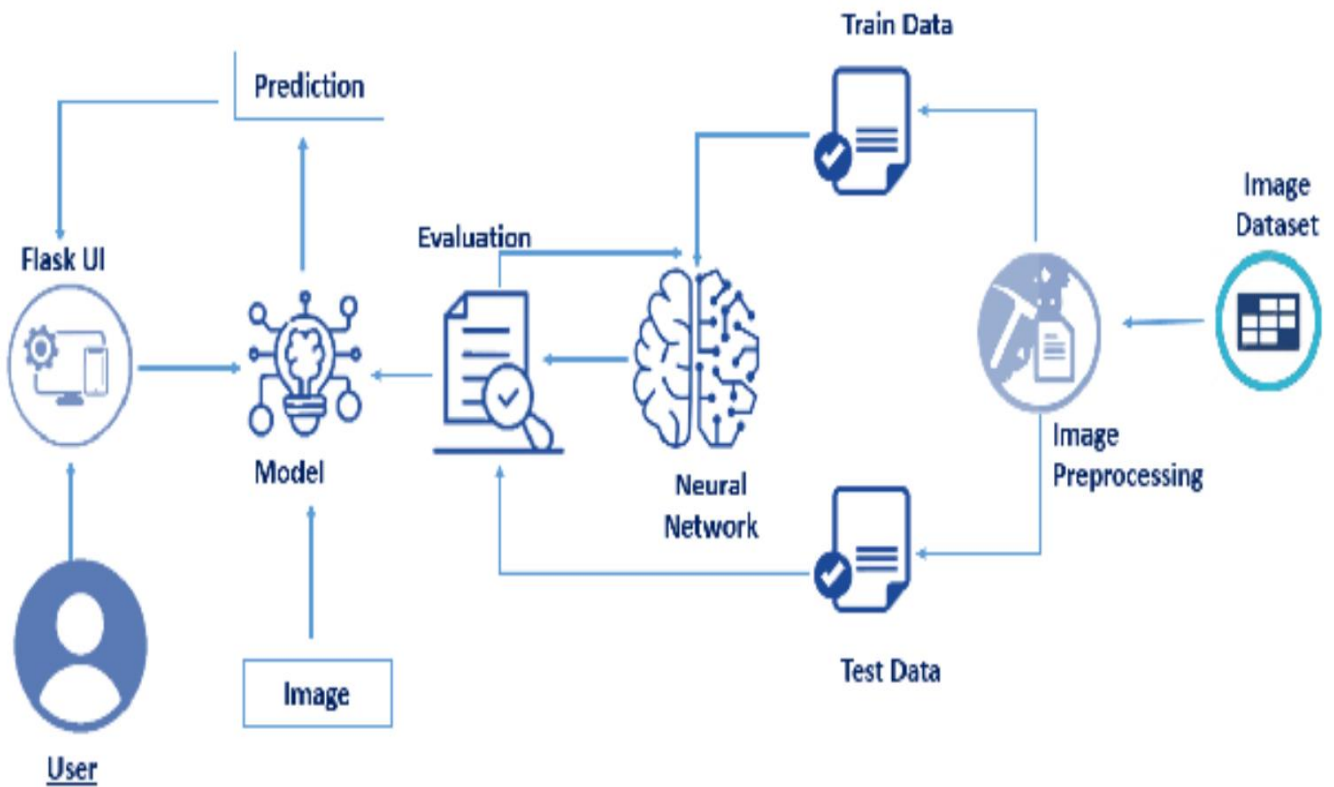 Train Data
Prediction
Image
Dataset
Evaluation
Flask UI
Image
Preprocessing
Model
Neural
Network
Test Data
Image
User